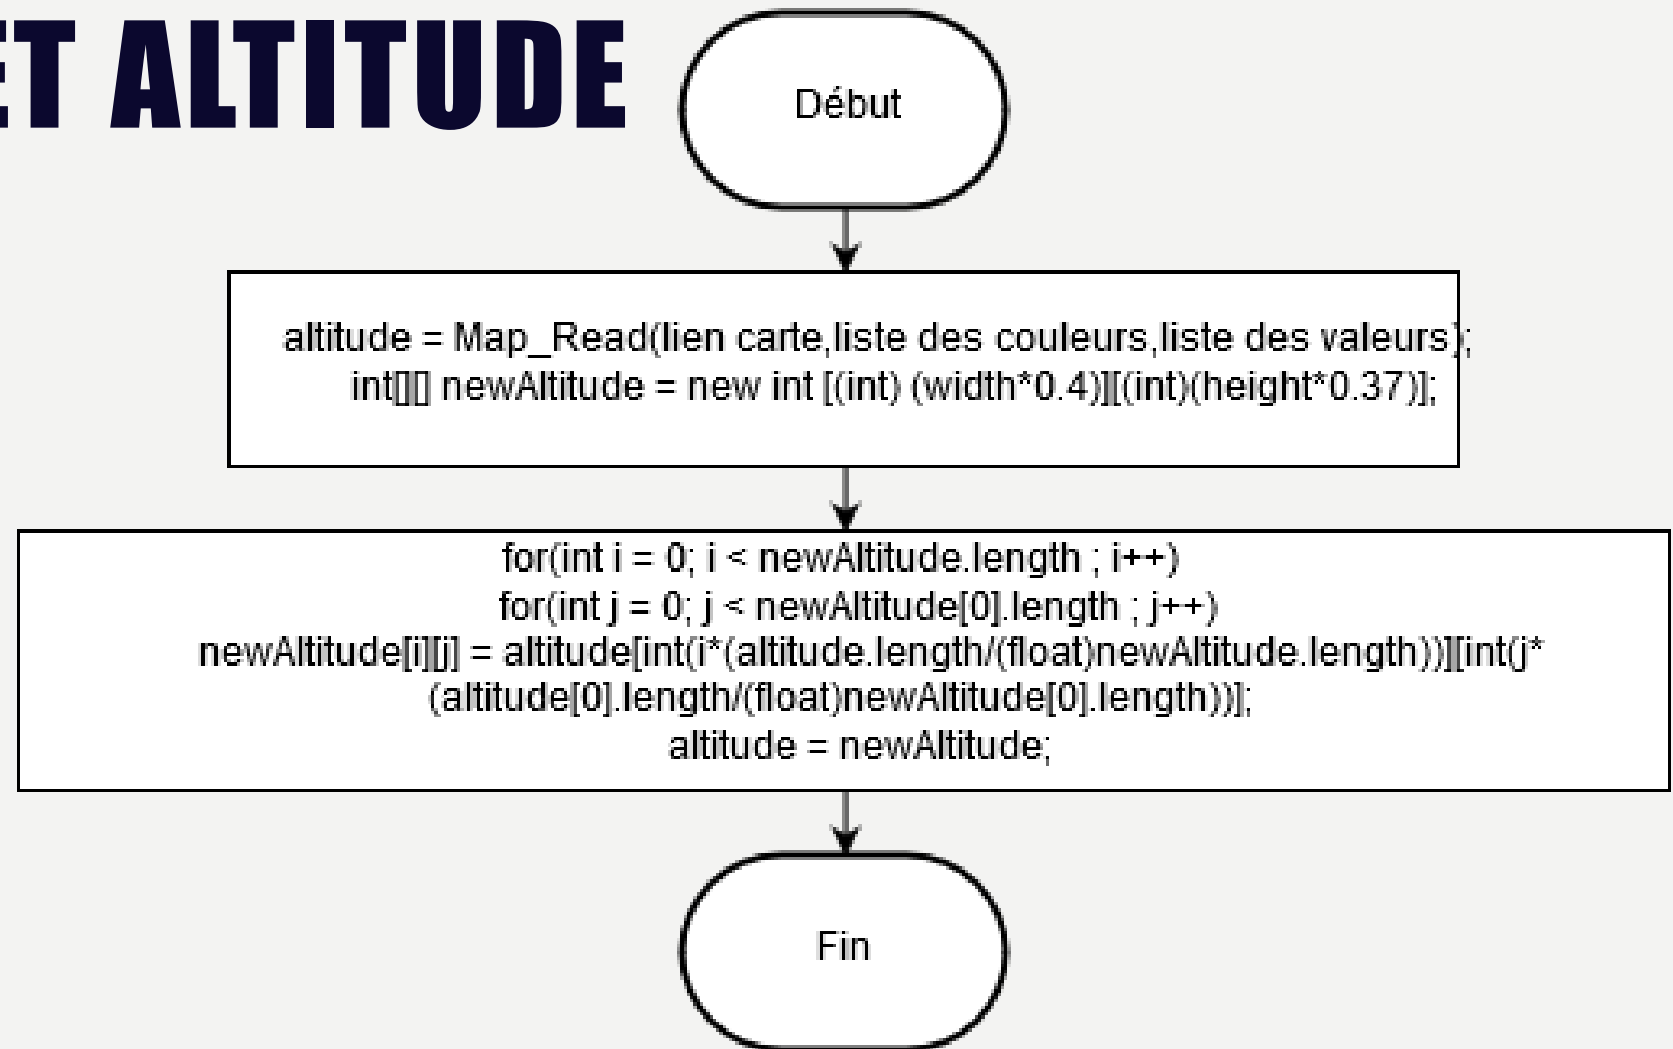 ET ALTITUDE
Début
altitude = Map_Read(lien carte,liste des couleurs,liste des valeurs);
int[][] newAltitude = new int [(int) (width*0.4)][(int)(height*0.37)];
for(int i = 0; i < newAltitude.length ; i++)
for(int j = 0; j < newAltitude[0].length ; j++)
newAltitude[i][j] = altitude[int(i*(altitude.length/(float)newAltitude.length))][int(j*
(altitude[0].length/(float)newAltitude[0].length))];
altitude = newAltitude;
Fin